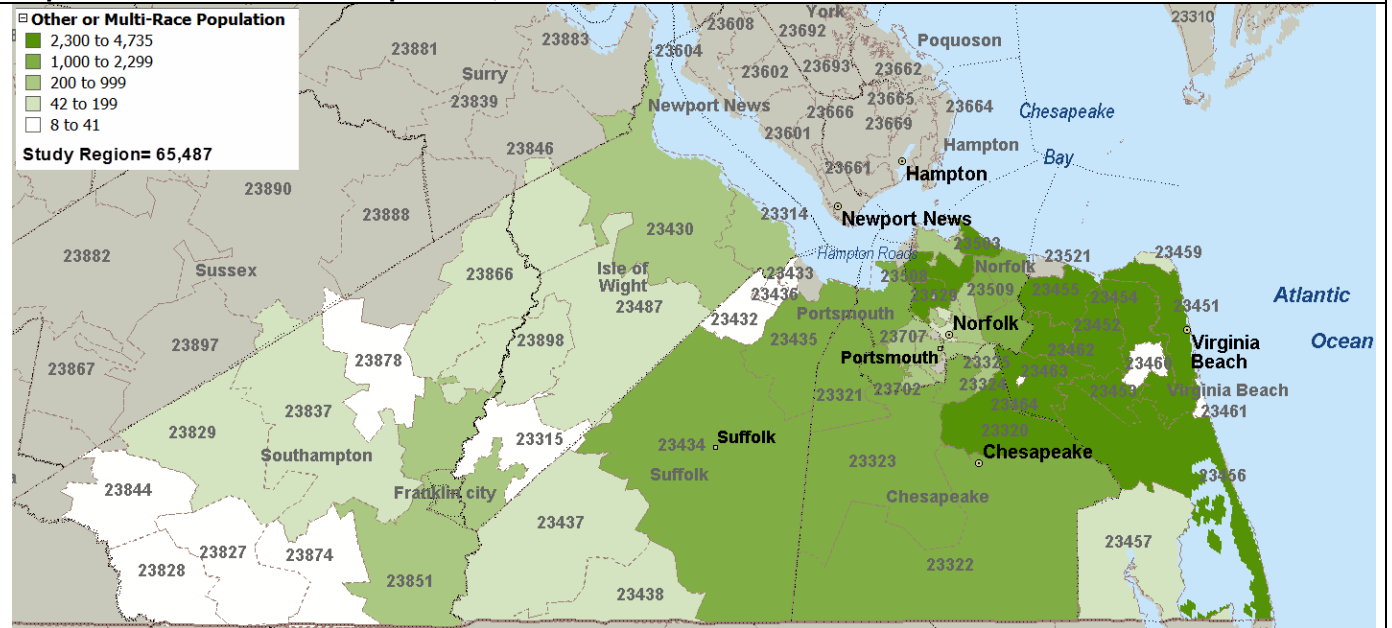 Other or Multi-Race Population
2,300 to 4,735
1,000 to 2,299
200 to 999
42 to 199
8 to 41
Study Region= 65,487
23608
York
23692
23310
23881
23883
23604
Poquoson
Surry
23602
23693
23662
23839
Newport News
23665
23664
Chesapeake
23666
23669
23601
Hampton
23846
Bay
23661
Hampton
23890
23888
23314
Newport News
23430
23882
Hampton Roads
23503
23459
23521
Sussex
23866
Isle of
Wight
23433
23508
Norfolk
23436
23529
23509
23455
23454
Atlantic
23487
23432
Portsmouth
23451
23452
Norfolk
Ocean
23897
23898
23435
23707
Virginia
Beach
23867
23878
Portsmouth
23462
23325
23460
23463
23324
23321
23702
23453
Virginia Beach
23837
23464
23461
23829
23315
23434
Suffolk
23320
Southampton
Chesapeake
23323
Suffolk
23456
23844
Franklin city
Chesapeake
23437
23457
23827
23874
23828
23851
23322
23438